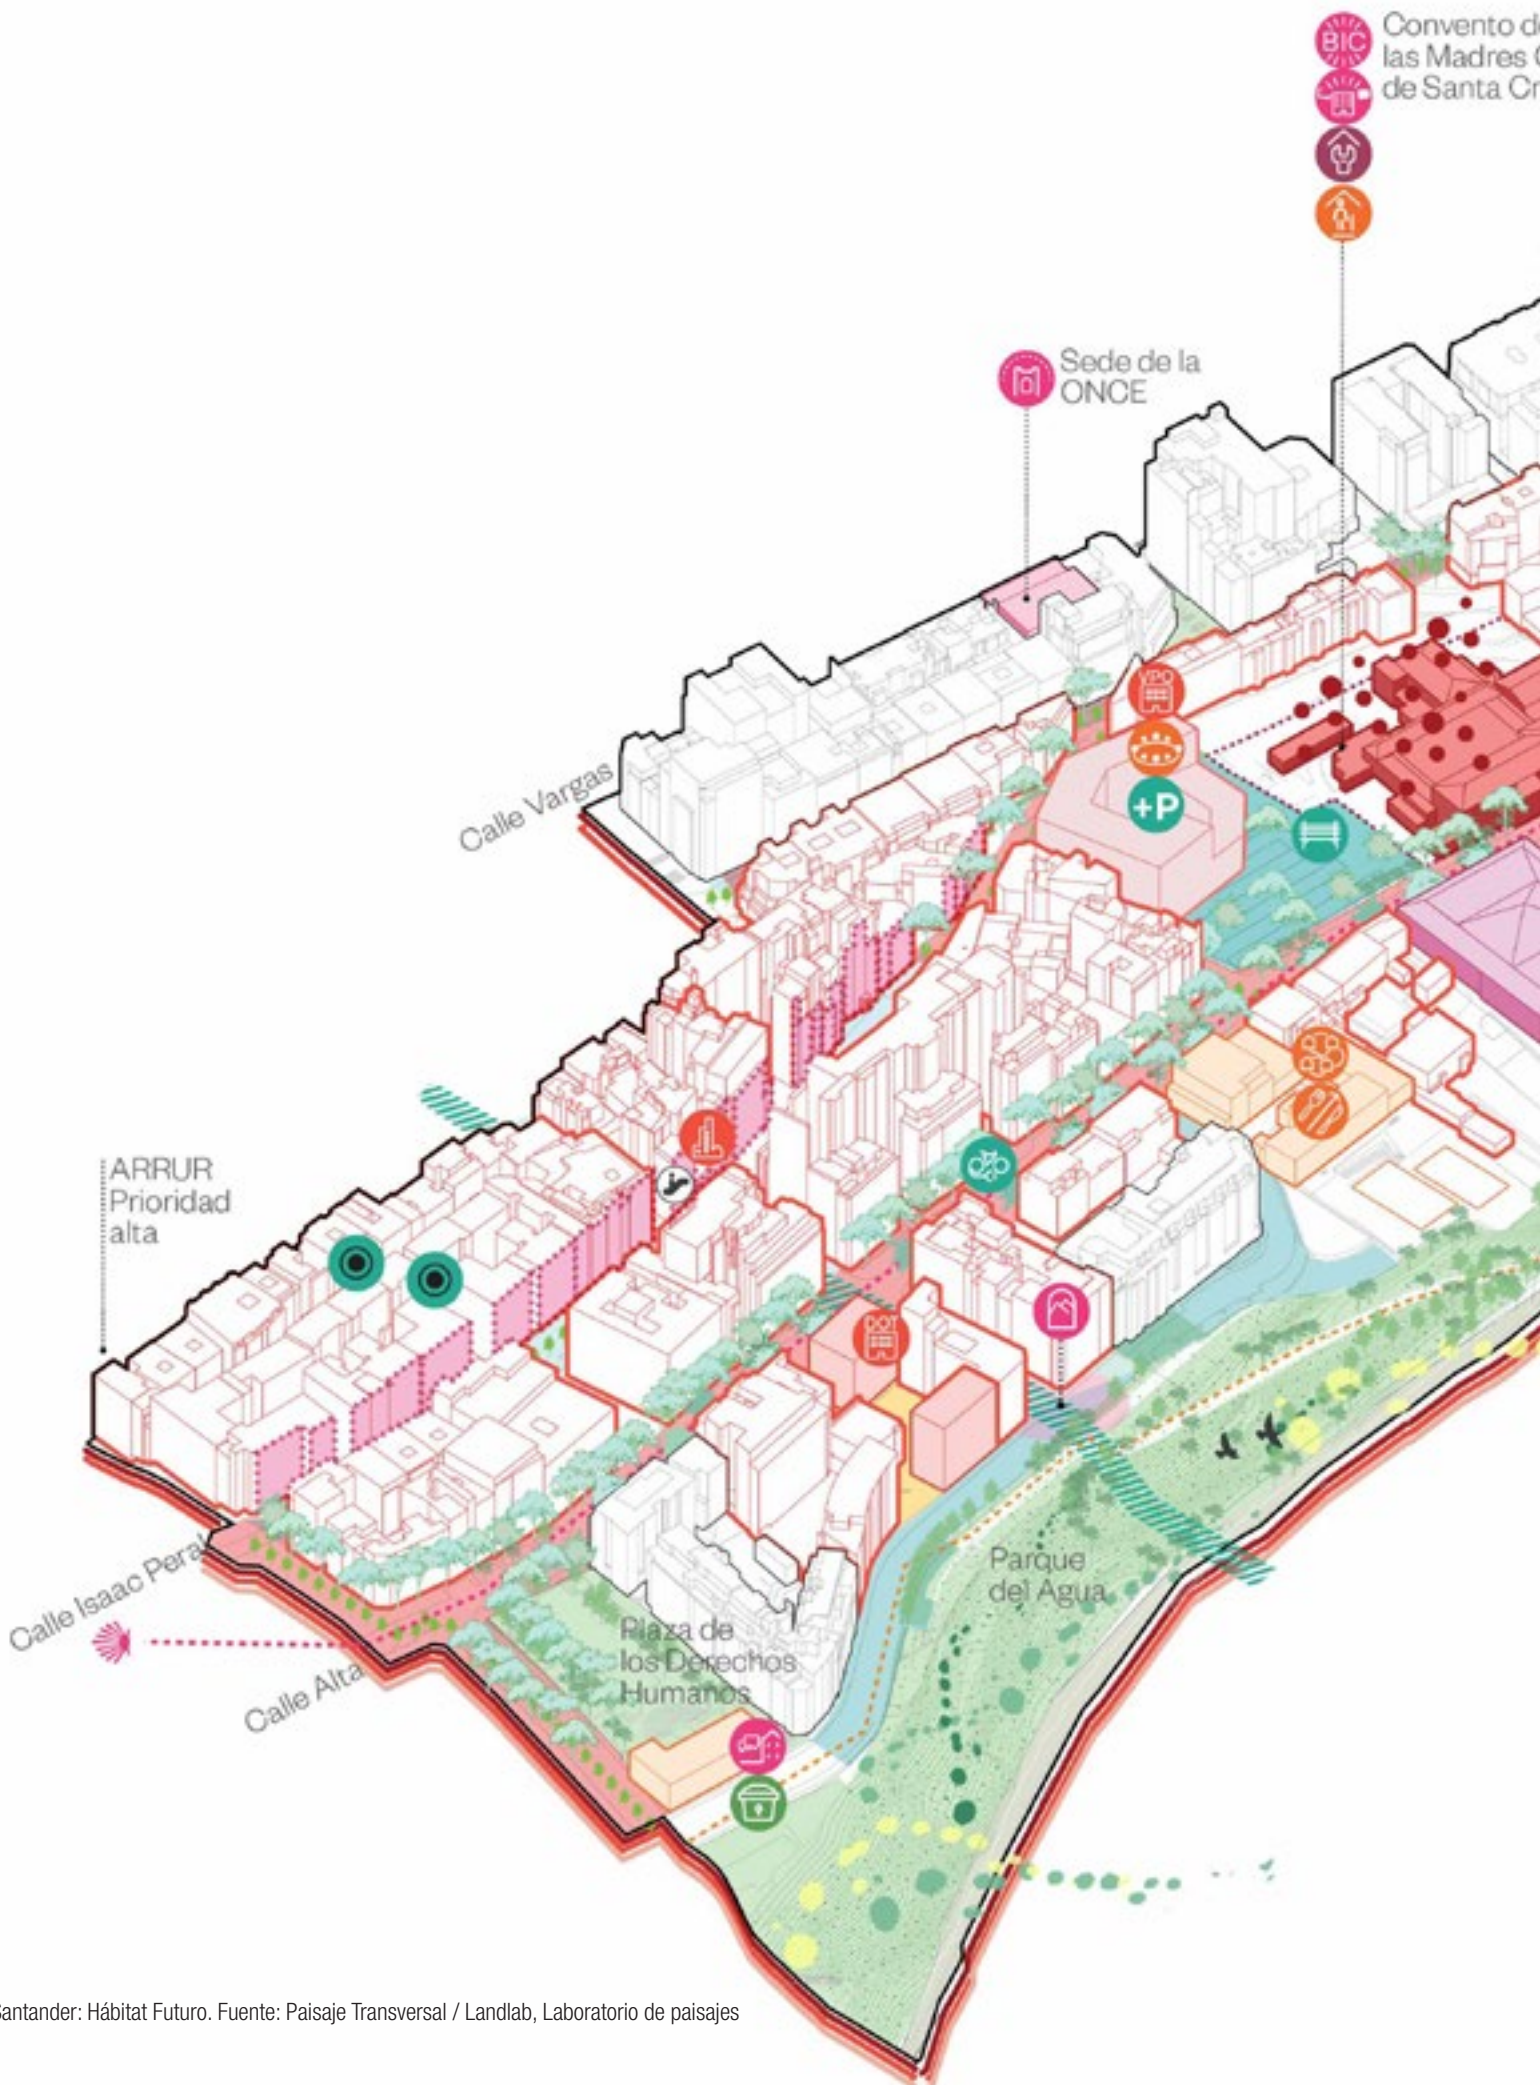 BIC
Convento de
las Madres
de Santa
Sede de la
ONCE
VPO
+P
Calle Vargas
ARRUR
Prioridad
alta
DOT
Calle Isaac Peral
Calle Alta
Parque
del Agua
Plaza de
los Derechos
Humanos
Santander: Hábitat Futuro. Fuente: Paisaje Transversal / Landlab, Laboratorio de paisajes